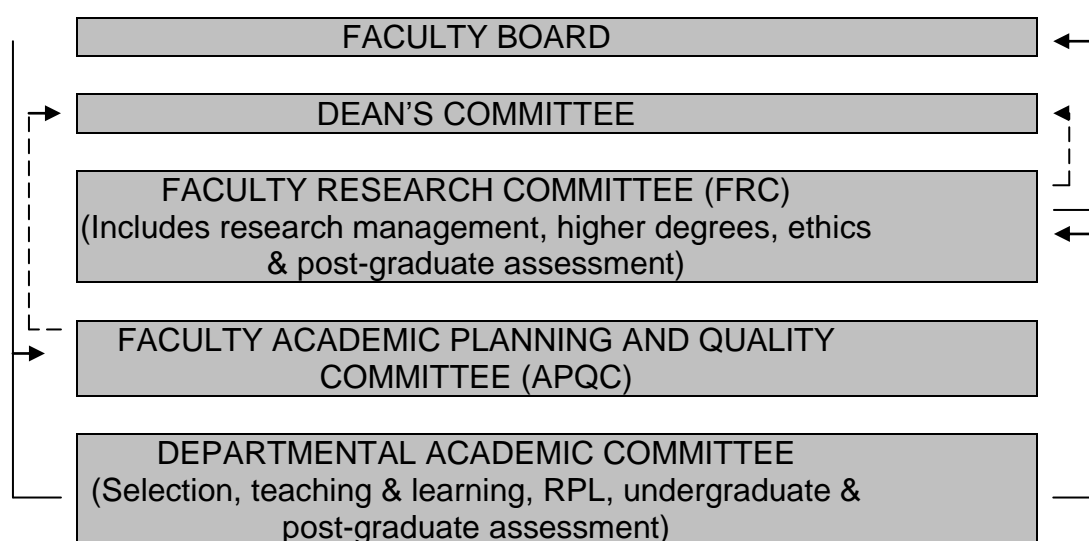 FACULTY BOARD
DEAN'S COMMITTEE
FACULTY RESEARCH COMMITTEE (FRC)
(Includes research management, higher degrees, ethics
& post-graduate assessment)
FACULTY ACADEMIC PLANNING AND QUALITY
COMMITTEE (APQC)
DEPARTMENTAL ACADEMIC COMMITTEE
(Selection, teaching & learning, RPL, undergraduate &
post-graduate assessment)